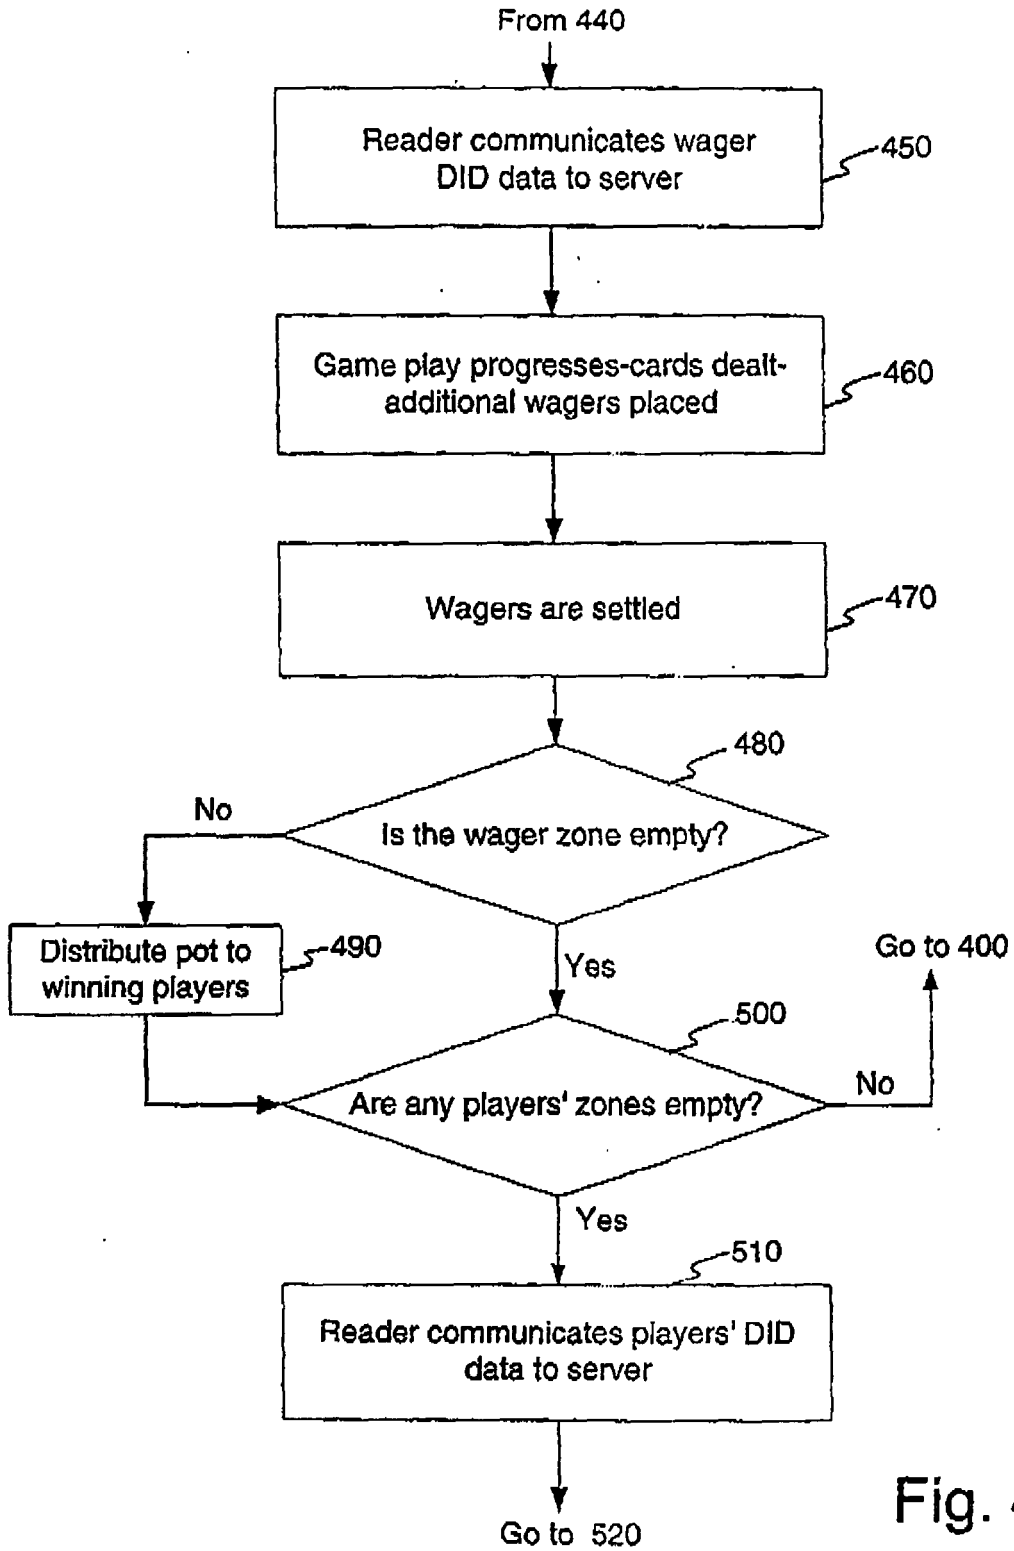 From 440
Reader communicates wager
DID data to server
450
Game play progresses-cards dealt-
additional wagers placed
460
Wagers are settled
470
480
No
Is the wager zone empty?
Distribute pot to
winning players
490
Yes
Go to 400
500
Are any players' zones empty?
No
Yes
510
Reader communicates players' DID
data to server
Go to 520
Fig.